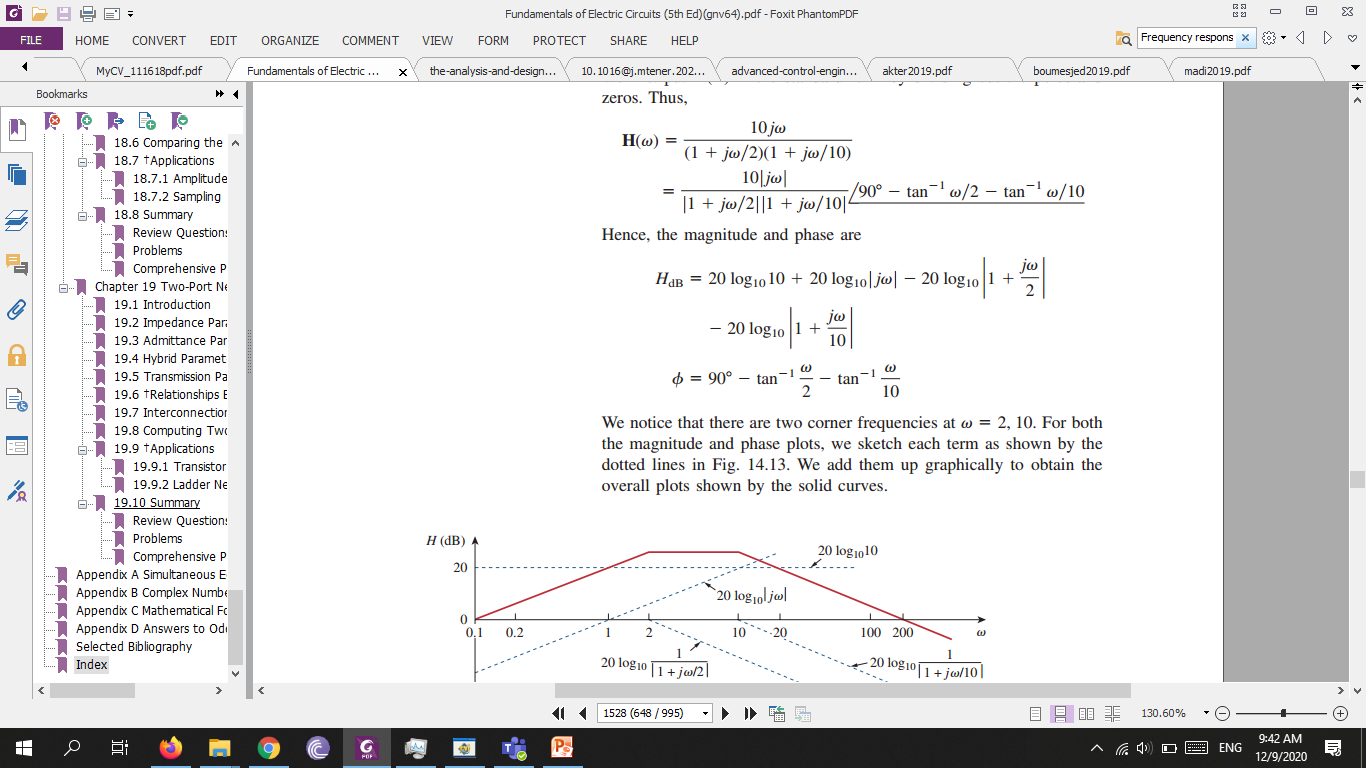 Fundamentals of Electric Circuits (5th Ed)(gnv64).pdf - Foxit PhantomPDF
FILE HOME CONVERT EDIT ORGANIZE COMMENT VIEW FORM PROTECT SHARE HELP
Frequency respons
MyCV_111618pdf.pdf
Fundamentals of Electric ...
the-analysis-and-design...
10.1016@j.mtener.202...
advanced-control-engin...
akter2019.pdf
boumesjed2019.pdf
madi2019.pdf
Bookmarks
18.6 Comparing the
18.7 †Applications
18.7.1 Amplitude
18.7.2 Sampling
18.8 Summary
Review Questions
Problems
Comprehensive P
Chapter 19 Two-Port Ne
19.1 Introduction
19.2 Impedance Para
19.3 Admittance Par
19.4 Hybrid Paramet
19.5 Transmission Pa
19.6 †Relationships B
19.7 Interconnection
19.8 Computing Two
19.9 †Applications
19.9.1 Transistor
19.9.2 Ladder Ne
19.10 Summary
Review Questions
Problems
Comprehensive P
Appendix A Simultaneous E
Appendix B Complex Numbe
Appendix C Mathematical Fo
Appendix D Answers to Odd
Selected Bibliography
Index
zeros. Thus,
H(ω) = 10jω / (1 + jω/2)(1 + jω/10)
= 10|jω| / |1 + jω/2||1 + jω/10| /90° − tan⁻¹ ω/2 − tan⁻¹ ω/10
Hence, the magnitude and phase are
H_dB = 20 log₁₀ 10 + 20 log₁₀|jω| − 20 log₁₀ |1 + jω/2|
− 20 log₁₀ |1 + jω/10|
ϕ = 90° − tan⁻¹ ω/2 − tan⁻¹ ω/10
We notice that there are two corner frequencies at ω = 2, 10. For both
the magnitude and phase plots, we sketch each term as shown by the
dotted lines in Fig. 14.13. We add them up graphically to obtain the
overall plots shown by the solid curves.
H (dB)
20 log₁₀10
20
20 log₁₀|jω|
0
0.1 0.2 1 2 10 20 100 200 ω
20 log₁₀ 1/|1 + jω/2|
20 log₁₀ 1/|1 + jω/10|
1528 (648 / 995)
130.60%
PDF
ENG
9:42 AM
12/9/2020